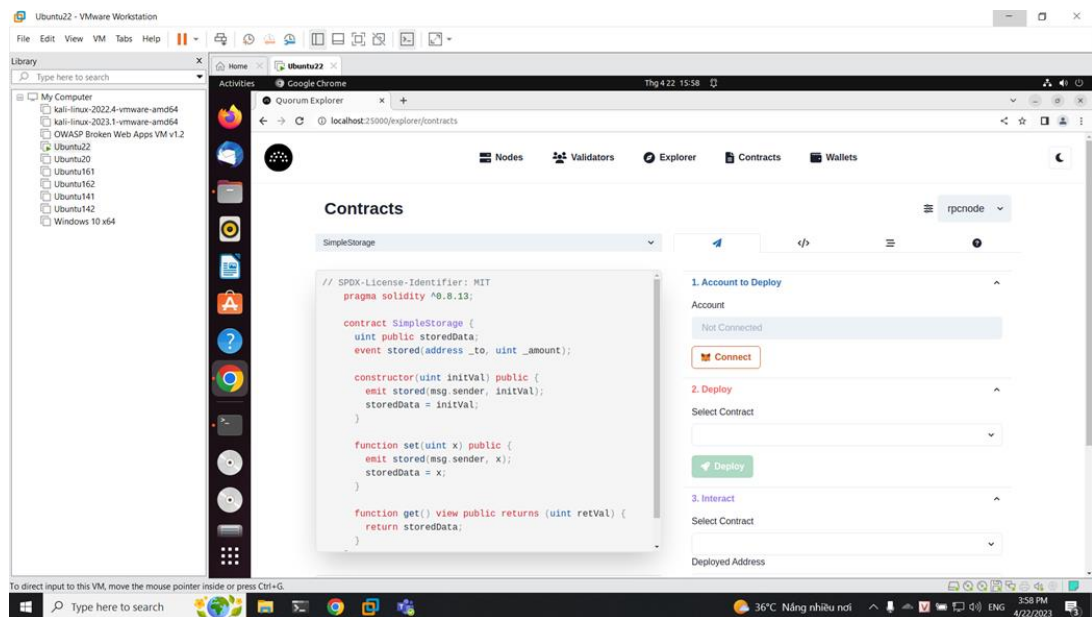 Ubuntu22 - VMware Workstation
File Edit View VM Tabs Help
Library X
Type here to search
My Computer
kali-linux-2022.4-vmware-amd64
kali-linux-2023.1-vmware-amd64
OWASP Broken Web Apps VM v1.2
Ubuntu22
Ubuntu20
Ubuntu161
Ubuntu162
Ubuntu141
Ubuntu142
Windows 10 x64
Home Ubuntu22
Activities Google Chrome Thg 4 22 15:58
Quorum Explorer
localhost:25000/explorer/contracts
Nodes Validators Explorer Contracts Wallets
Contracts rpcnode
SimpleStorage
// SPDX-License-Identifier: MIT
pragma solidity ^0.8.13;
contract SimpleStorage {
uint public storedData;
event stored(address _to, uint _amount);
constructor(uint initVal) public {
emit stored(msg.sender, initVal);
storedData = initVal;
}
function set(uint x) public {
emit stored(msg.sender, x);
storedData = x;
}
function get() view public returns (uint retVal) {
return storedData;
}
1. Account to Deploy
Account
Not Connected
Connect
2. Deploy
Select Contract
Deploy
3. Interact
Select Contract
Deployed Address
To direct input to this VM, move the mouse pointer inside or press Ctrl+G.
Type here to search
36°C Nắng nhiều nơi ENG 3:58 PM
4/22/2023